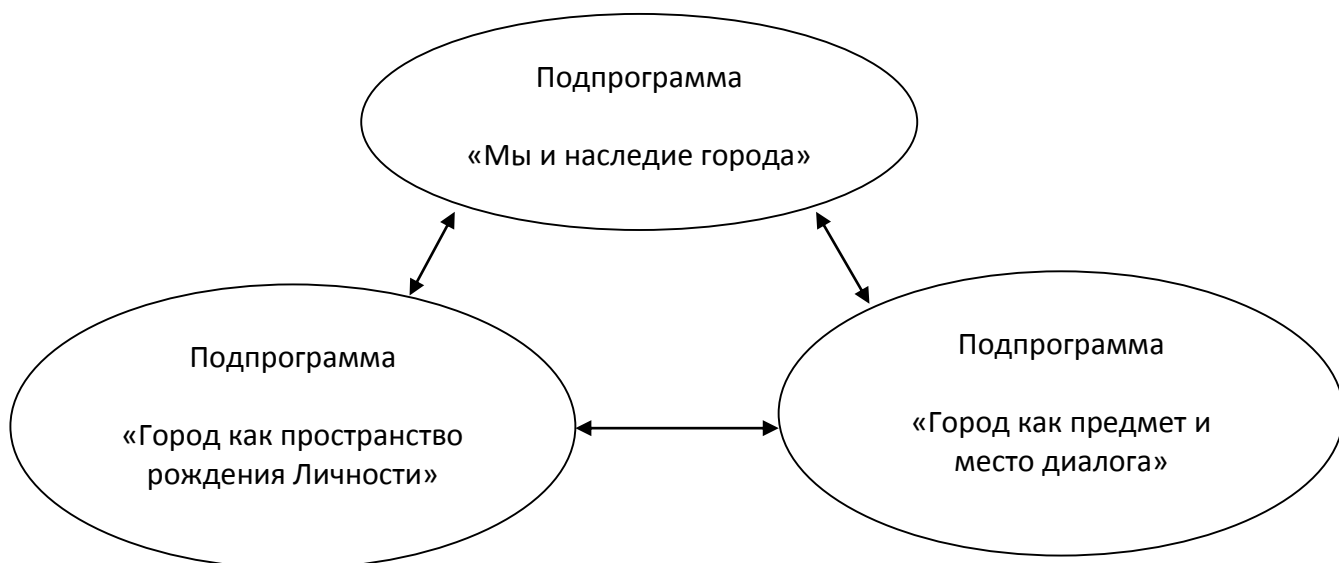 Подпрограмма
«Мы и наследие города»
Подпрограмма
«Город как пространство
рождения Личности»
Подпрограмма
«Город как предмет и
место диалога»